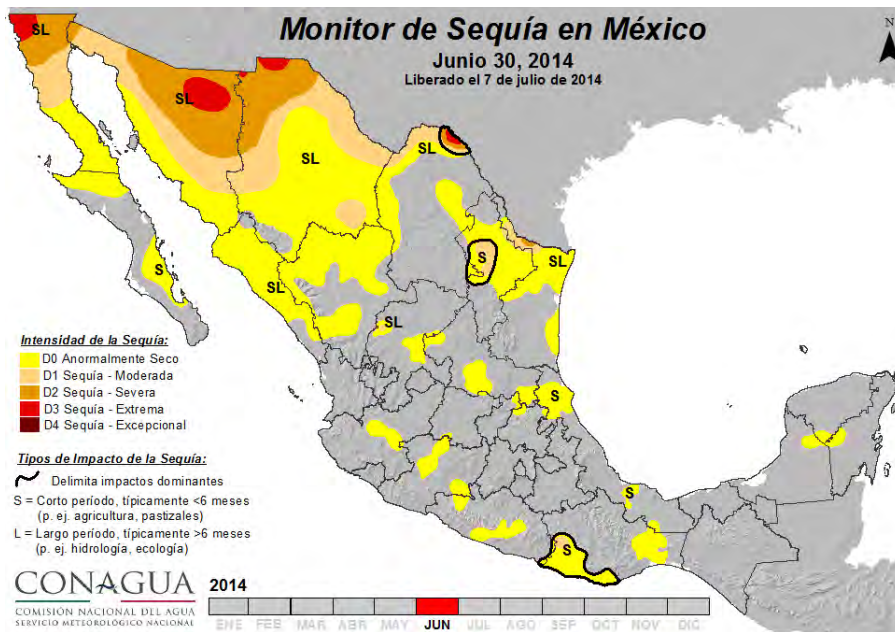 Monitor de Sequía en México
Junio 30, 2014
Liberado el 7 de julio de 2014
N
SL
SL
SL
SL
S
SL
S
SL
SL
S
S
S
Intensidad de la Sequía:
D0 Anormalmente Seco
D1 Sequía - Moderada
D2 Sequía - Severa
D3 Sequía - Extrema
D4 Sequía - Excepcional
Tipos de Impacto de la Sequía:
Delimita impactos dominantes
S = Corto período, típicamente <6 meses
(p. ej. agricultura, pastizales)
L = Largo período, típicamente >6 meses
(p. ej. hidrología, ecología)
CONAGUA
COMISIÓN NACIONAL DEL AGUA
SERVICIO METEOROLÓGICO NACIONAL
2014
ENE FEB MAR ABR MAY JUN JUL AGO SEP OCT NOV DIC